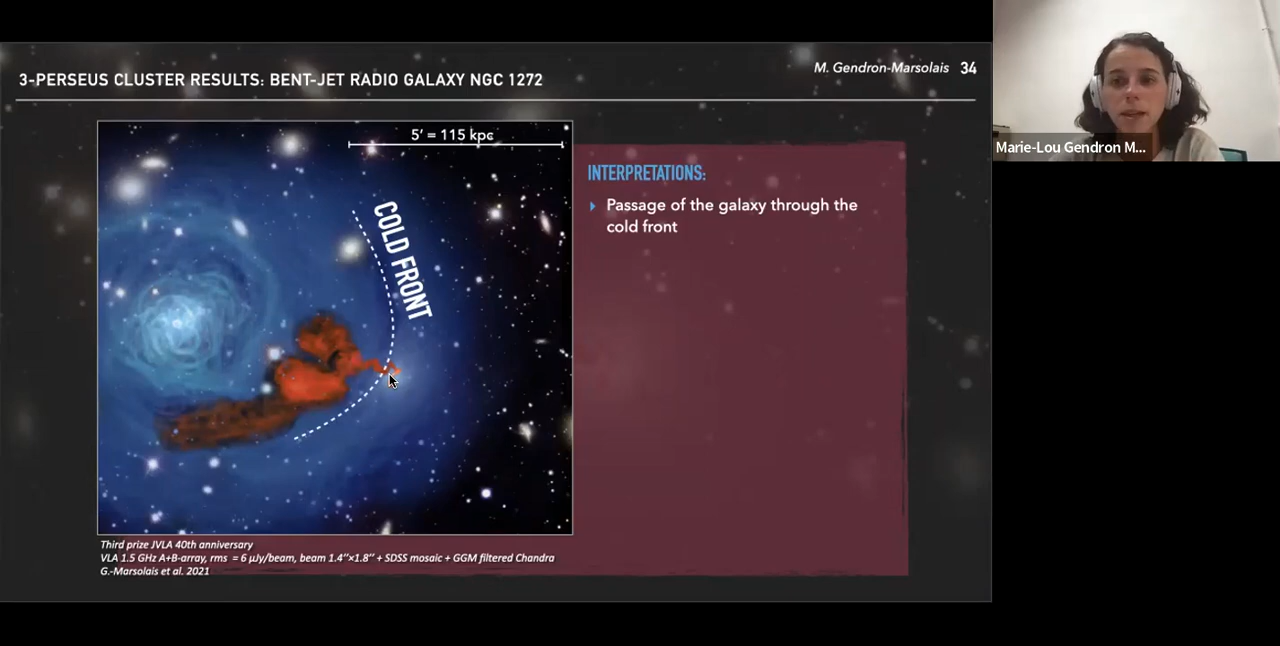 3-PERSEUS CLUSTER RESULTS: BENT-JET RADIO GALAXY NGC 1272
M. Gendron-Marsolais 34
5' = 115 kpc
COLD FRONT
INTERPRETATIONS:
Passage of the galaxy through the
cold front
Third prize JVLA 40th anniversary
VLA 1.5 GHz A+B-array, rms = 6 μJy/beam, beam 1.4’’×1.8’’ + SDSS mosaic + GGM filtered Chandra
G.-Marsolais et al. 2021
Marie-Lou Gendron M...